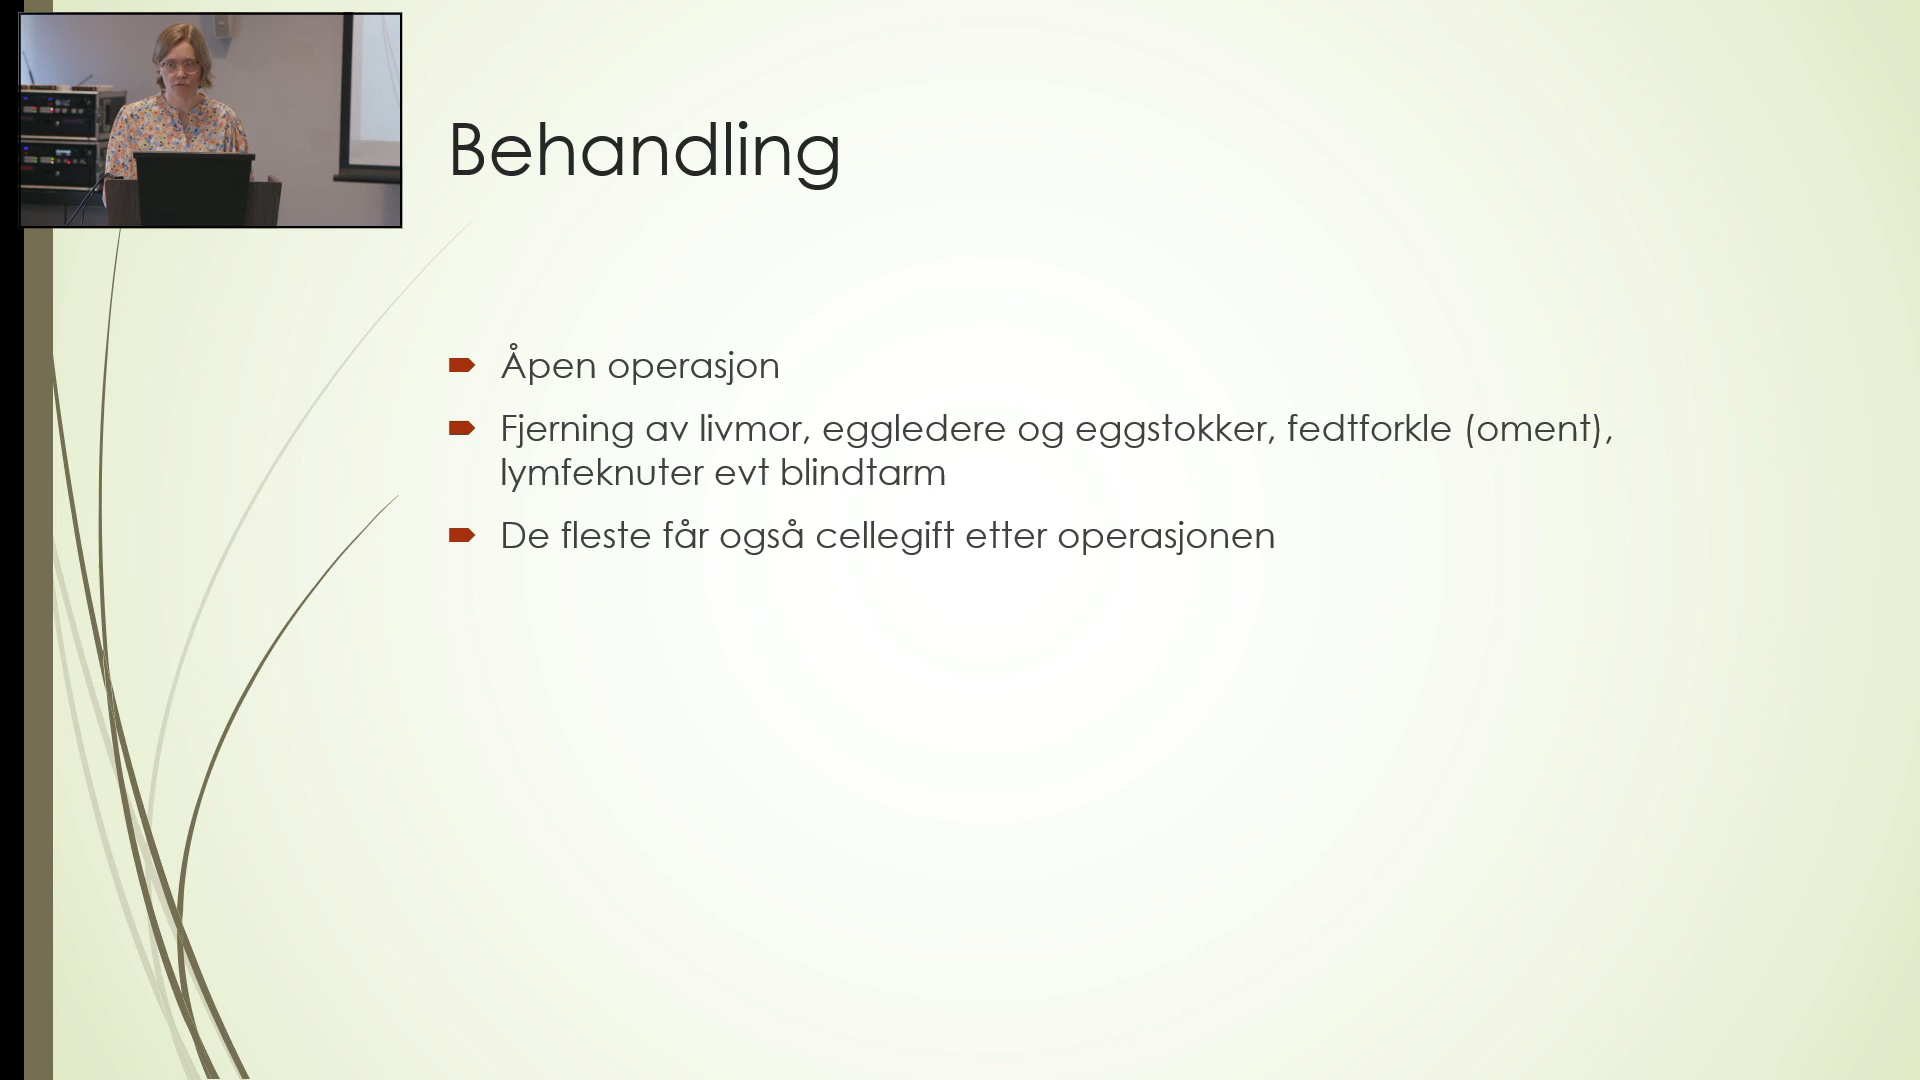 Behandling
Åpen operasjon
Fjerning av livmor, eggledere og eggstokker, fedtforkle (oment),
lymfeknuter evt blindtarm
De fleste får også cellegift etter operasjonen